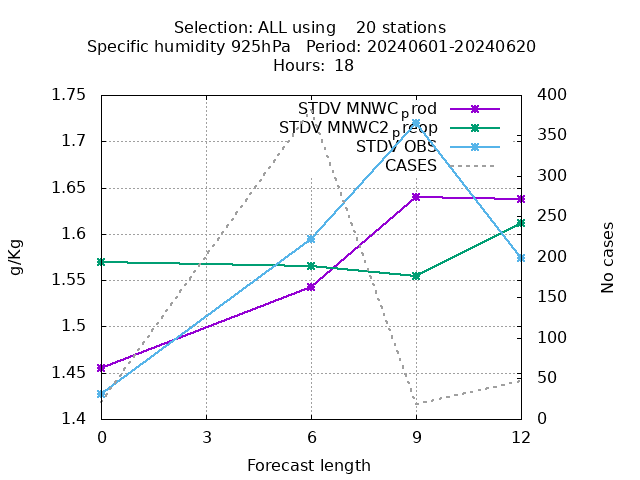 Selection: ALL using    20 stations
Specific humidity 925hPa   Period: 20240601-20240620
Hours:  18
STDV MNWC_prod
STDV MNWC2_preop
STDV OBS
CASES
1.75
1.7
1.65
1.6
1.55
1.5
1.45
1.4
g/Kg
400
350
300
250
200
150
100
50
0
No cases
0 3 6 9 12
Forecast length